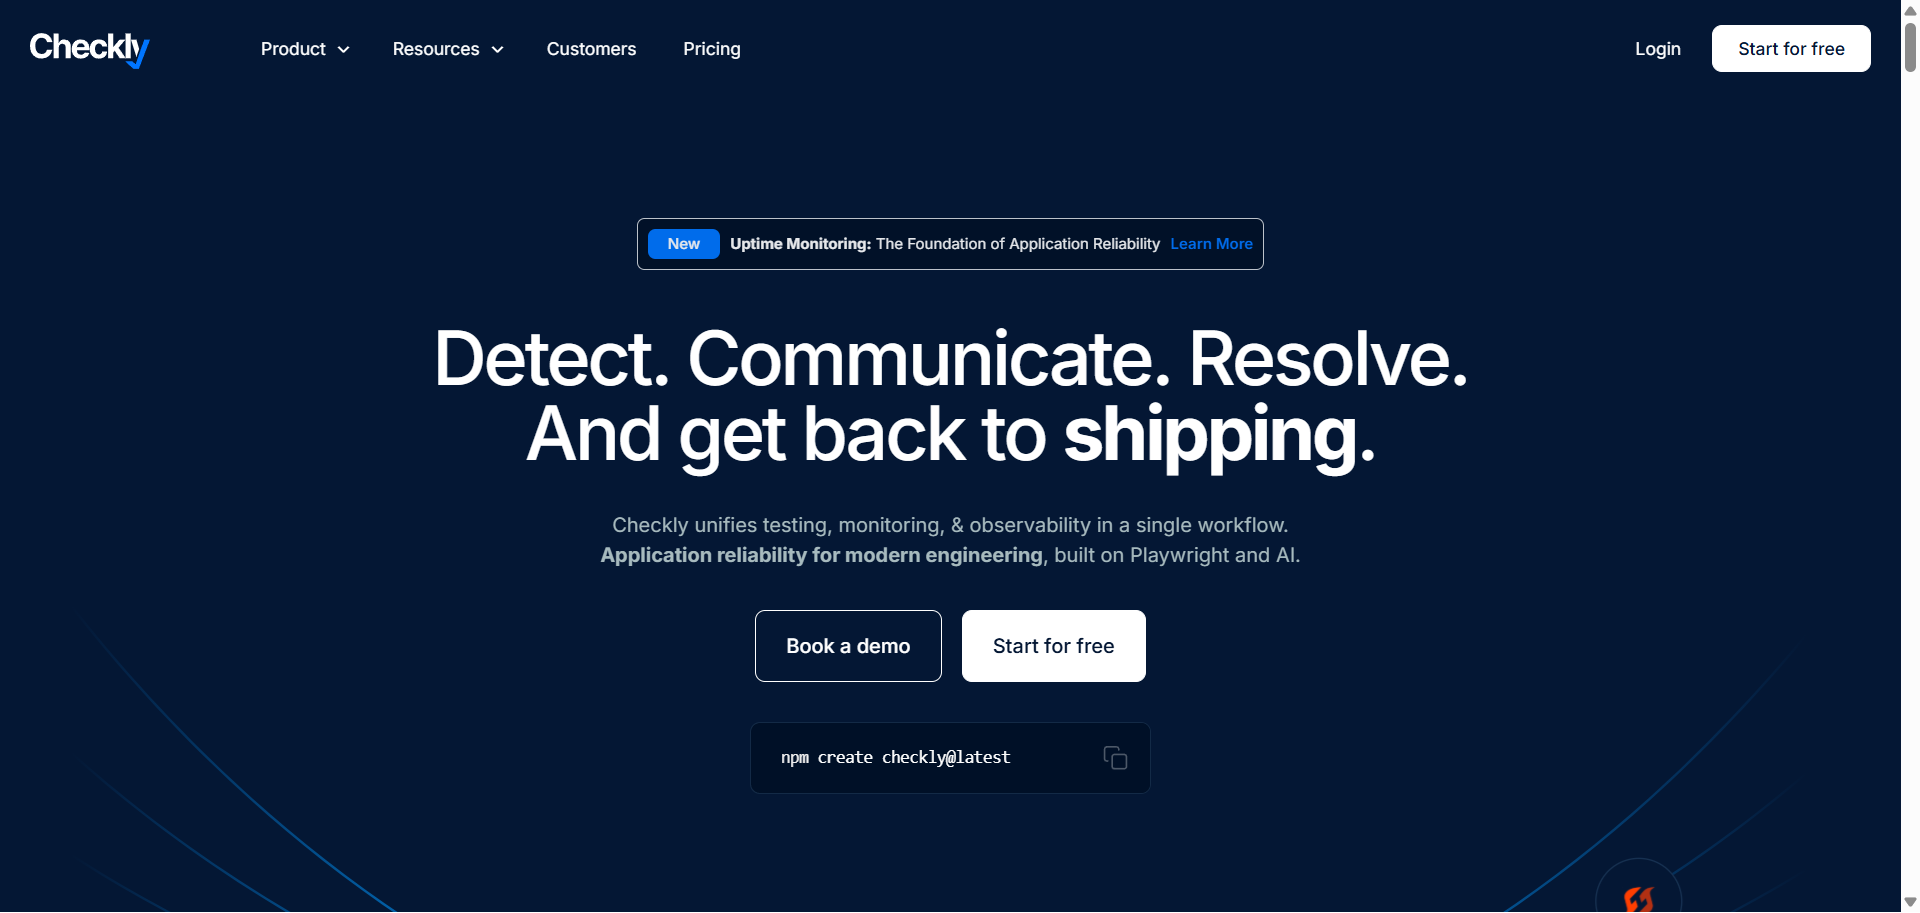 Checkly
Product
Resources
Customers
Pricing
Login
Start for free
New Uptime Monitoring: The Foundation of Application Reliability Learn More
Detect. Communicate. Resolve.
And get back to shipping.
Checkly unifies testing, monitoring, & observability in a single workflow.
Application reliability for modern engineering, built on Playwright and AI.
Book a demo
Start for free
npm create checkly@latest